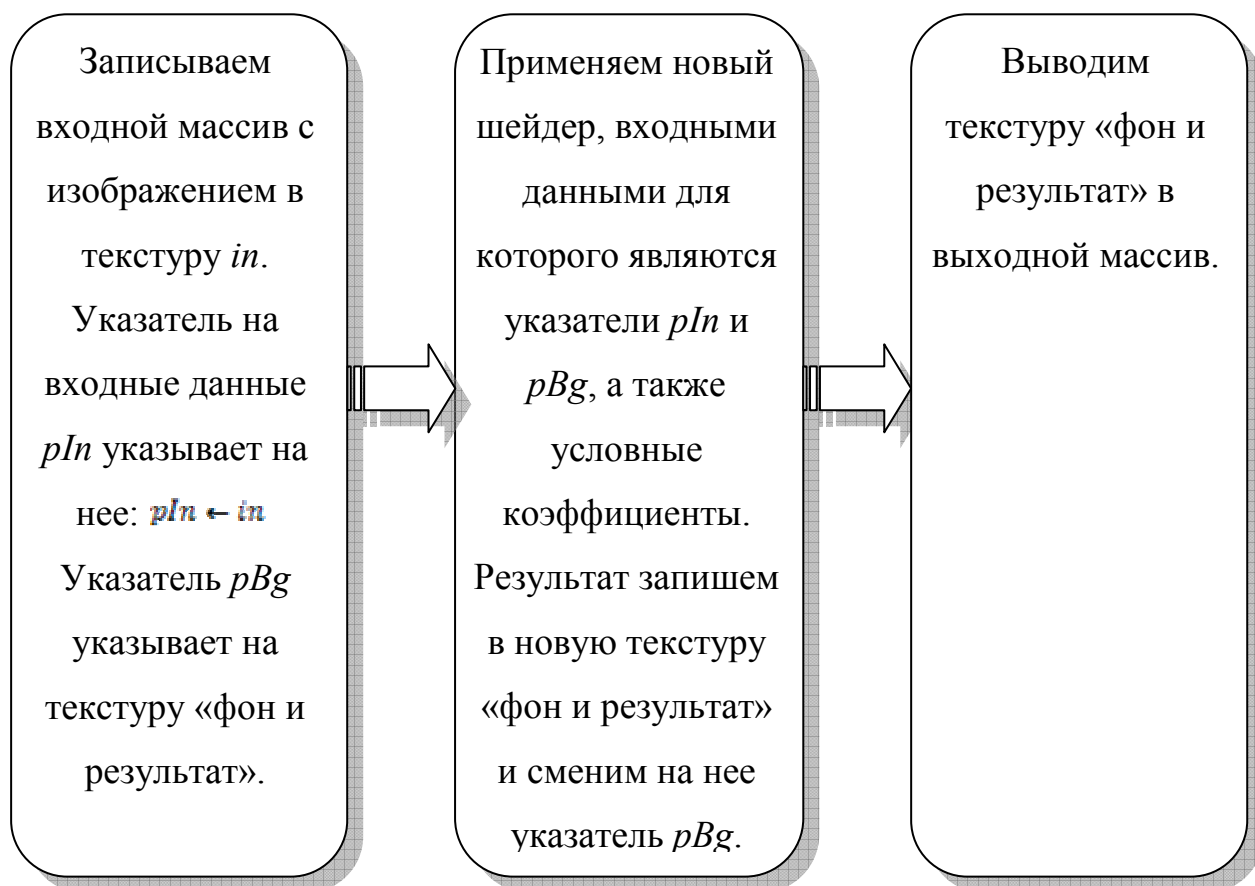 Записываем
входной массив с
изображением в
текстуру in.
Указатель на
входные данные
pIn указывает на
нее: pIn ← in
Указатель pBg
указывает на
текстуру «фон и
результат».
Применяем новый
шейдер, входными
данными для
которого являются
указатели pIn и
pBg, а также
условные
коэффициенты.
Результат запишем
в новую текстуру
«фон и результат»
и сменим на нее
указатель pBg.
Выводим
текстуру «фон и
результат» в
выходной массив.